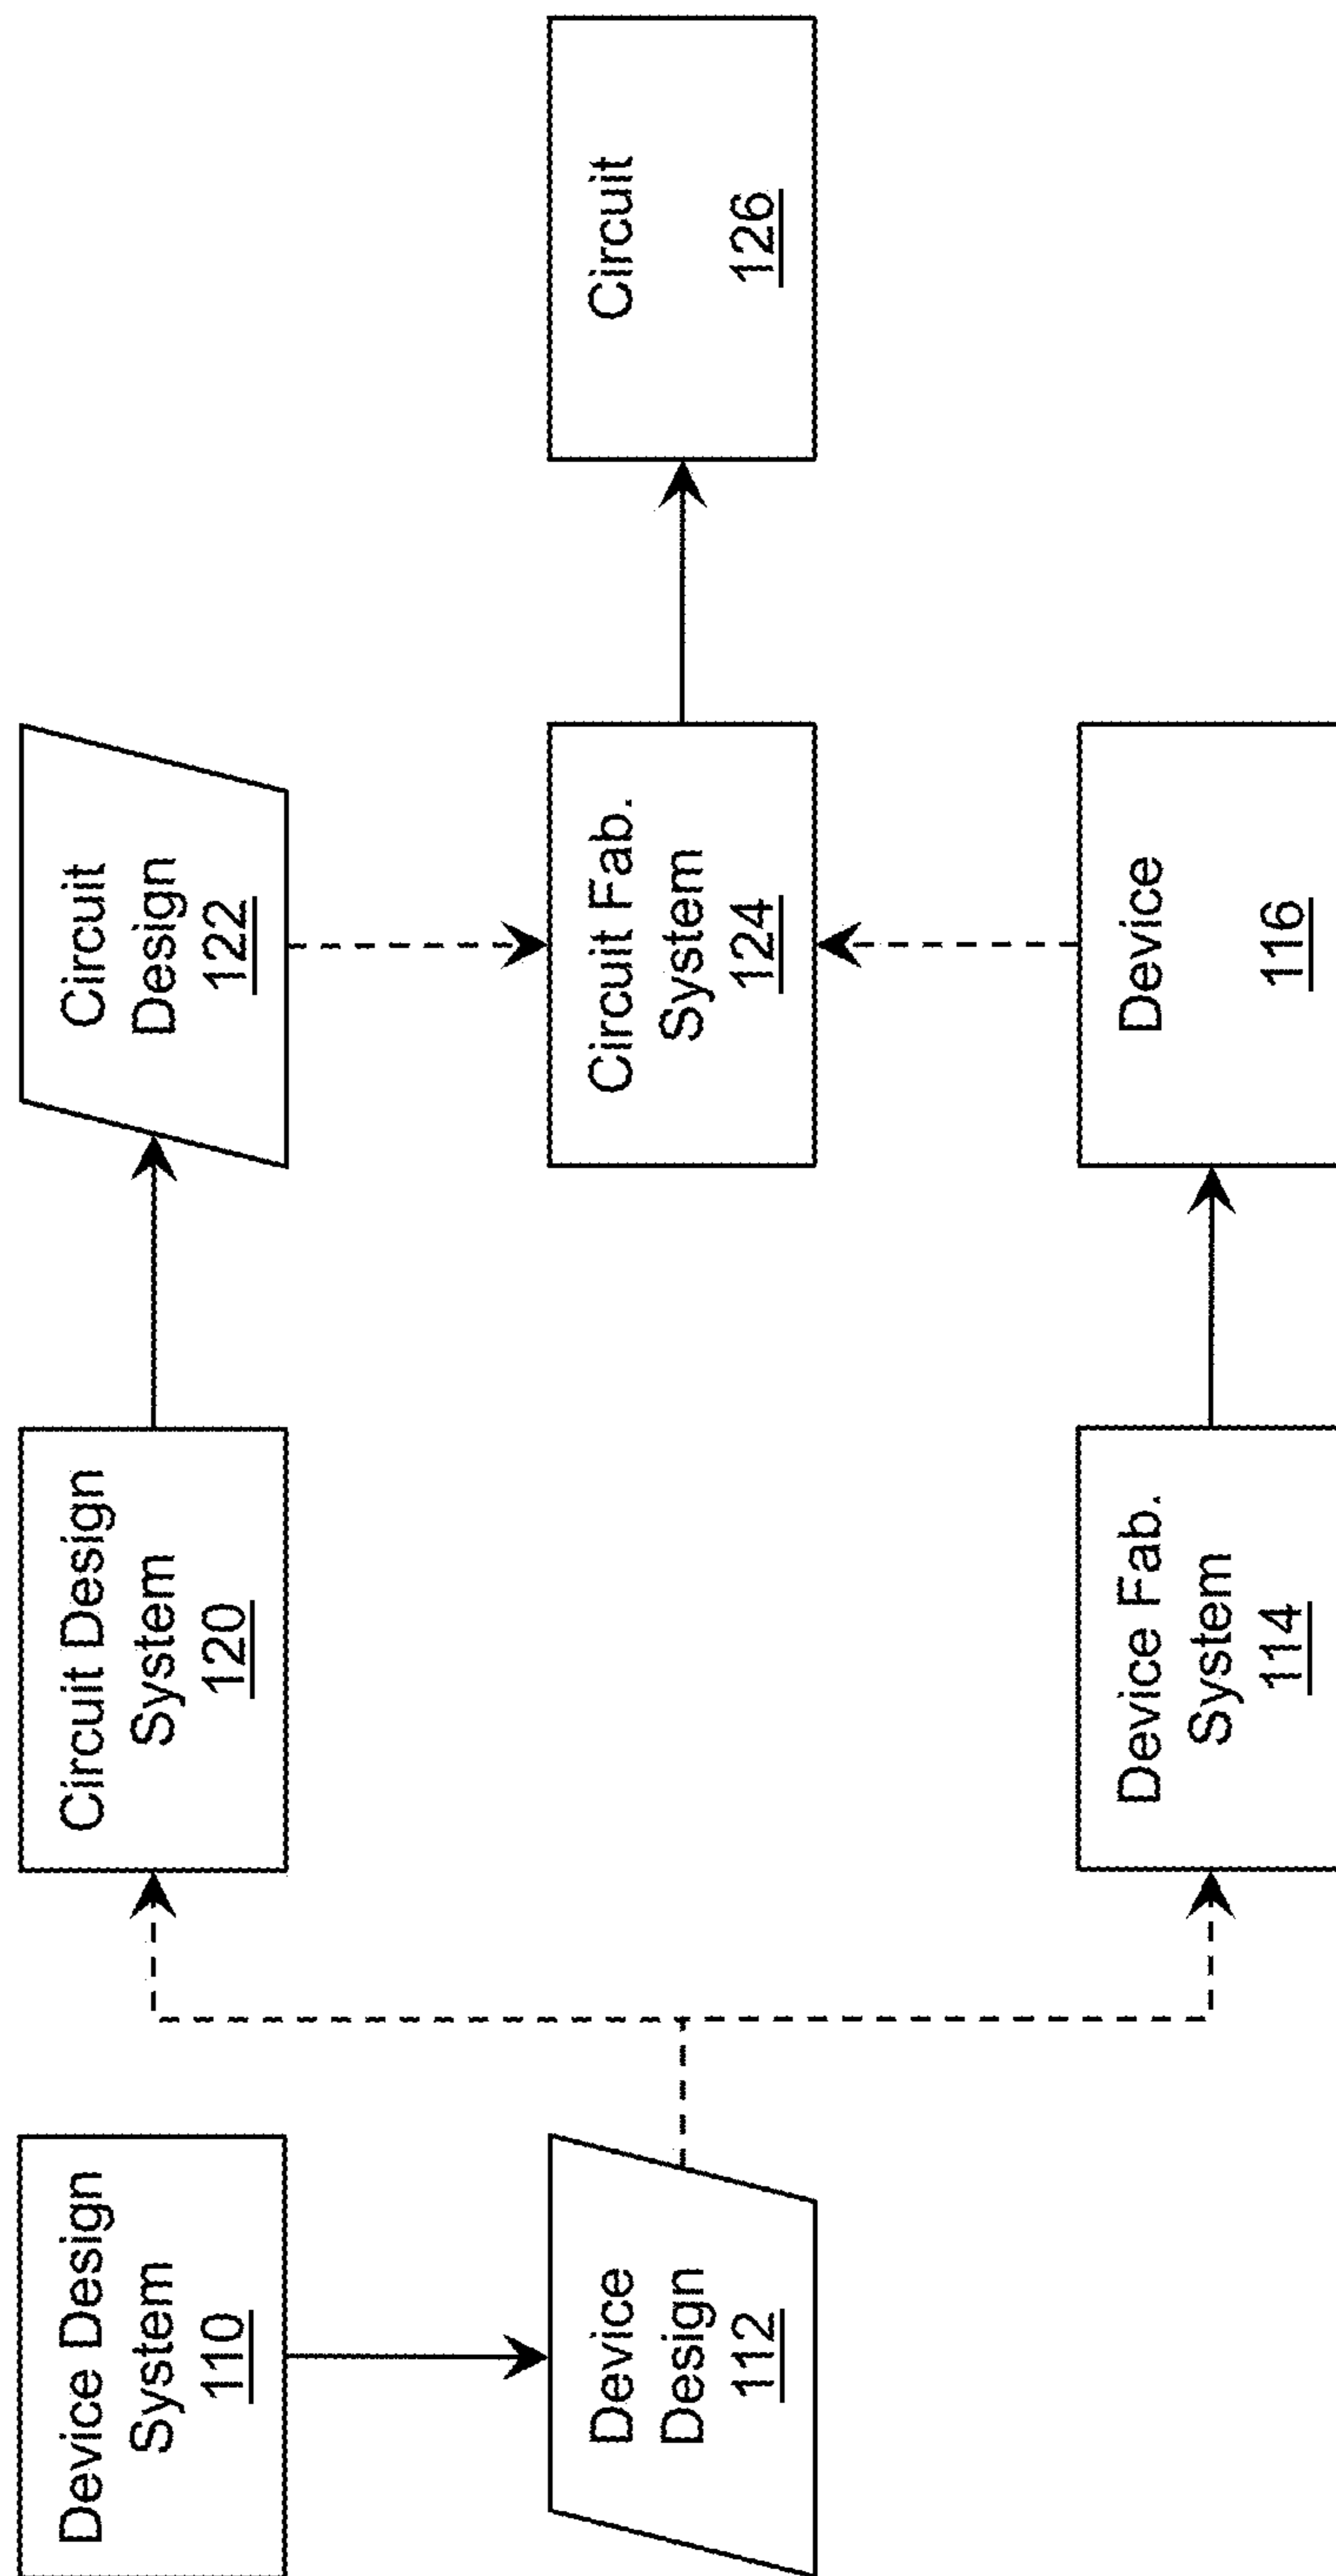 Device Design
System
110
Device
Design
112
Circuit Design
System
120
Device Fab.
System
114
Circuit
Design
122
Circuit Fab.
System
124
Device
116
Circuit
126